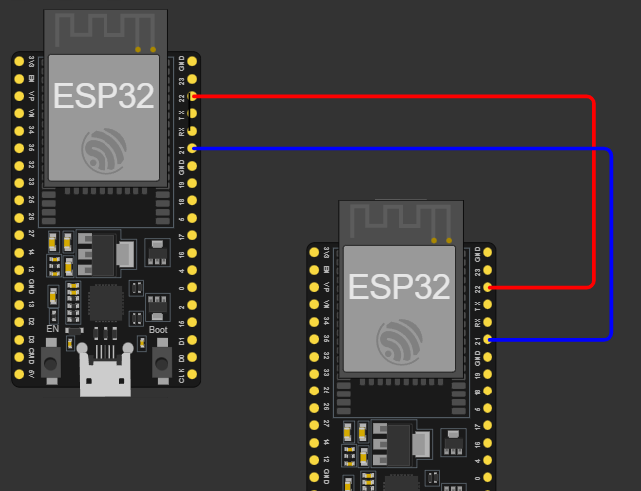 ESP32
3V3
EN
VP
VN
34
35
32
33
25
26
27
14
12
GND
13
D2
D3
CMD
5V
EN
Boot
GND
23
22
TX
RX
21
GND
19
18
5
17
16
4
0
2
15
D1
D0
CLK
ESP32
3V3
EN
VP
VN
34
35
32
33
25
26
27
14
12
GND
GND
23
22
TX
RX
21
GND
19
18
5
17
16
4
0